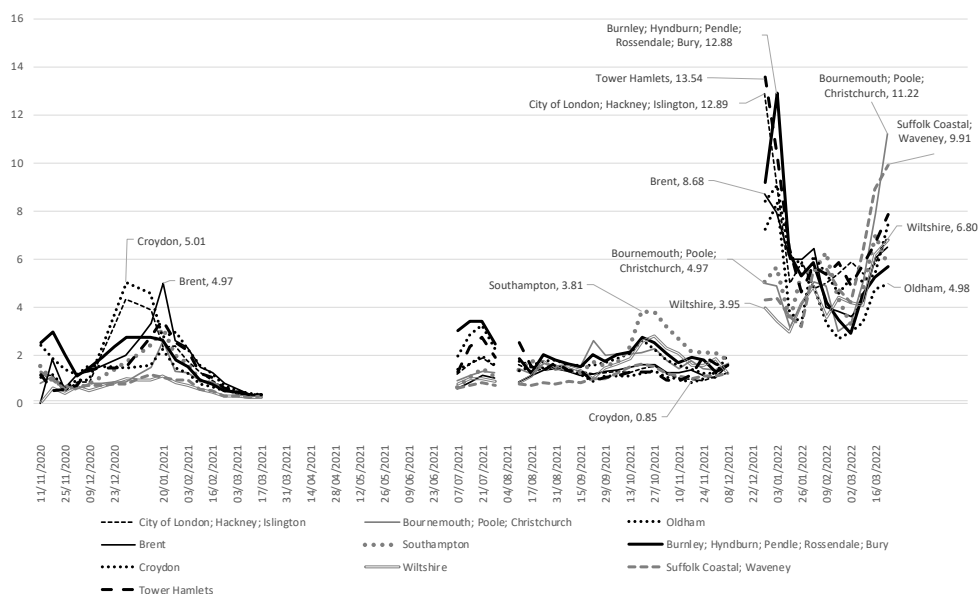 16
14
12
10
8
6
4
2
0
Burnley; Hyndburn; Pendle;
Rossendale; Bury, 12.88
Tower Hamlets, 13.54
City of London; Hackney; Islington, 12.89
Bournemouth; Poole;
Christchurch, 11.22
Suffolk Coastal;
Waveney, 9.91
Brent, 8.68
Croydon, 5.01
Brent, 4.97
Bournemouth; Poole;
Christchurch, 4.97
Wiltshire, 6.80
Southampton, 3.81
Wiltshire, 3.95
Oldham, 4.98
Croydon, 0.85
11/11/2020
25/11/2020
09/12/2020
23/12/2020
20/01/2021
03/02/2021
03/03/2021
17/03/2021
31/03/2021
14/04/2021
28/04/2021
12/05/2021
26/05/2021
09/06/2021
23/06/2021
07/07/2021
21/07/2021
04/08/2021
17/08/2021
31/08/2021
15/09/2021
29/09/2021
13/10/2021
27/10/2021
10/11/2021
24/11/2021
08/12/2021
22/12/2021
03/01/2022
26/01/2022
09/02/2022
02/03/2022
16/03/2022
City of London; Hackney; Islington
Bournemouth; Poole; Christchurch
Oldham
Brent
Southampton
Burnley; Hyndburn; Pendle; Rossendale; Bury
Croydon
Wiltshire
Suffolk Coastal; Waveney
Tower Hamlets